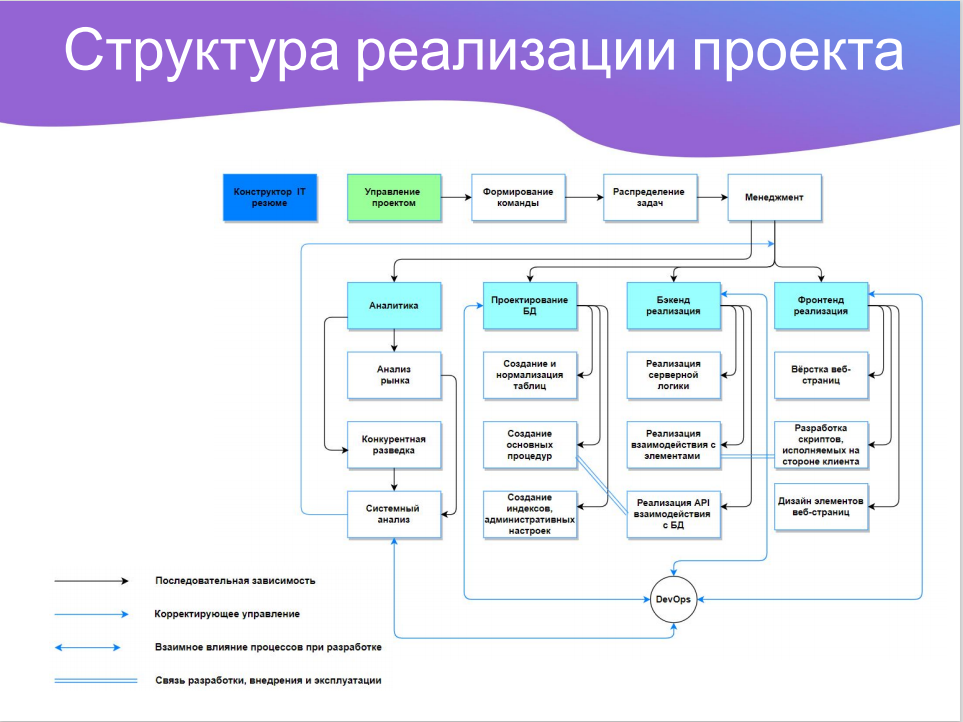 Структура реализации проекта
Конструктор IT
резюме
Управление
проектом
Формирование
команды
Распределение
задач
Менеджмент
Аналитика
Проектирование
БД
Бэкенд
реализация
Фронтенд
реализация
Анализ
рынка
Создание и
нормализация
таблиц
Реализация
серверной
логики
Вёрстка веб-
страниц
Конкурентная
разведка
Создание
основных
процедур
Реализация
взаимодействия с
элементами
Разработка
скриптов,
исполняемых на
стороне клиента
Системный
анализ
Создание
индексов,
административных
настроек
Реализация API
взаимодействия
с БД
Дизайн элементов
веб-страниц
DevOps
Последовательная зависимость
Корректирующее управление
Взаимное влияние процессов при разработке
Связь разработки, внедрения и эксплуатации